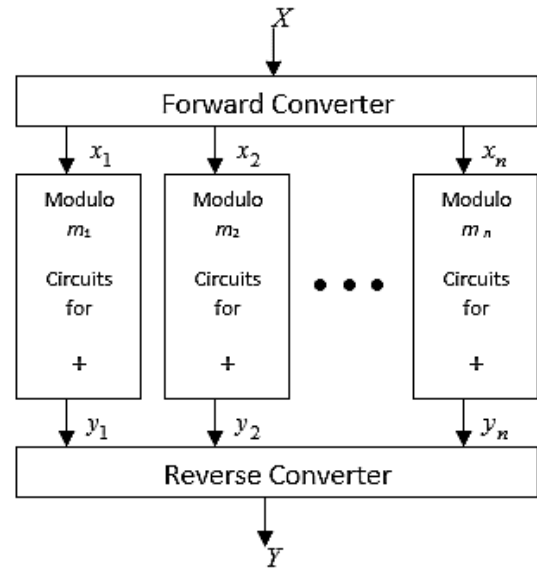 X
Forward Converter
x₁ x₂ xₙ
Modulo Modulo Modulo
m₁ m₂ mₙ
Circuits Circuits Circuits
for for for
+ + +
y₁ y₂ yₙ
Reverse Converter
Y